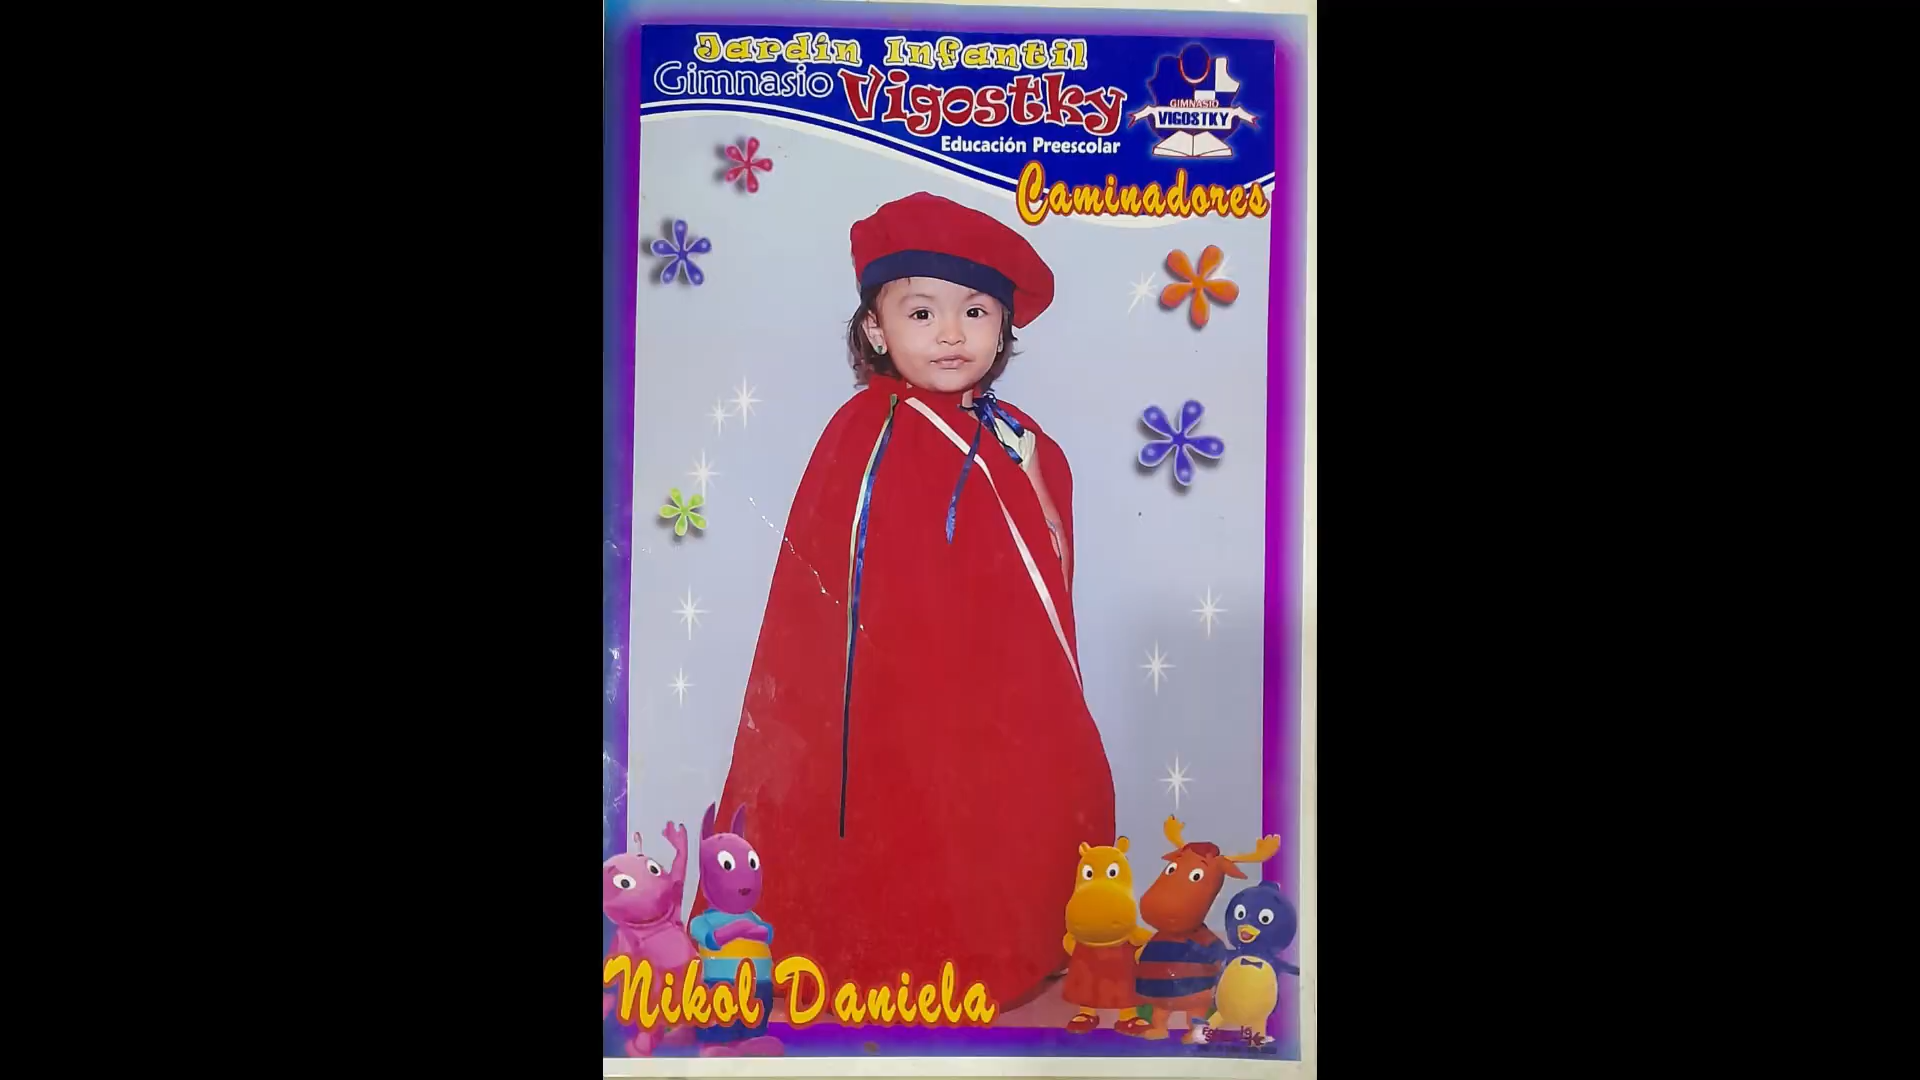 Jardín Infantil
Gimnasio Vigostky
Educación Preescolar
GIMNASIO
VIGOSTKY
Caminadores
Nikol Daniela